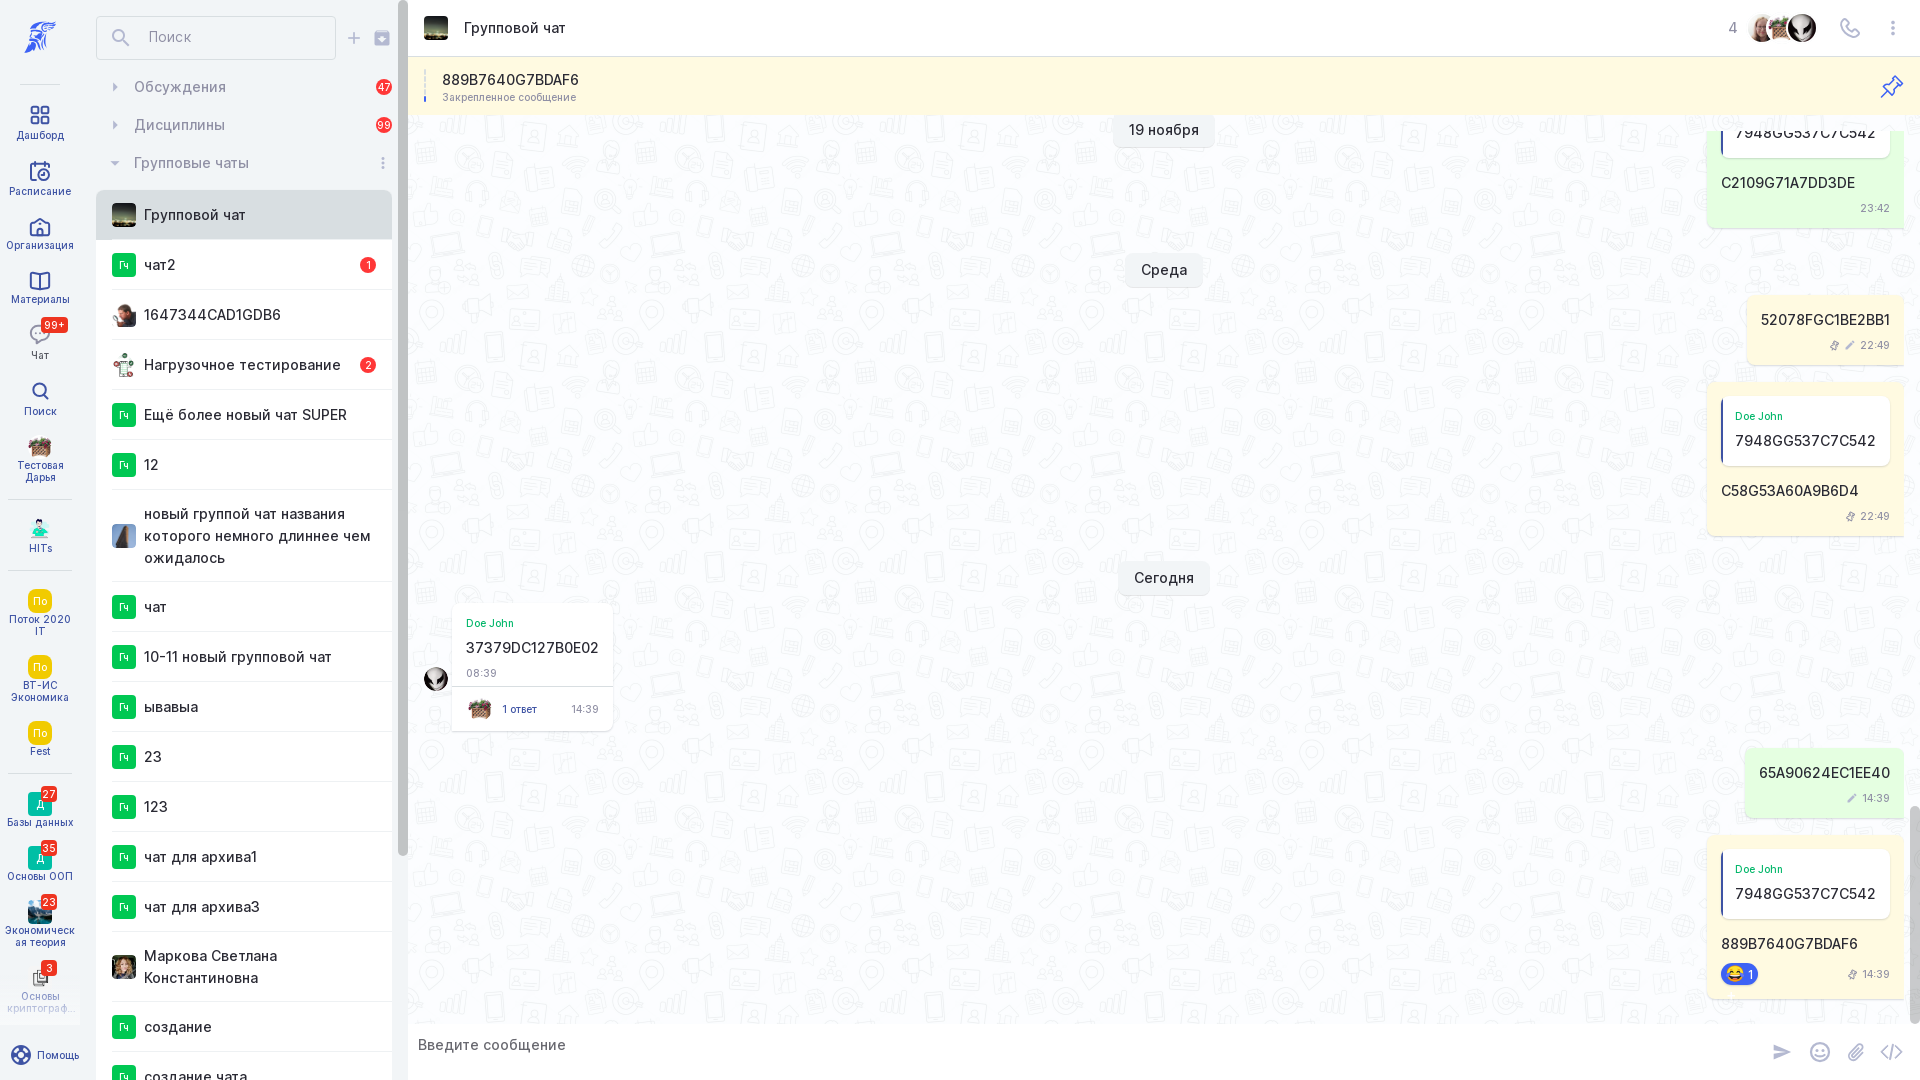 Дашборд
Расписание
Организация
Материалы
99+
Чат
Поиск
Тестовая
Дарья
HITs
По
Поток 2020
IT
По
ВТ-ИС
Экономика
По
Fest
27
Д
Базы данных
35
Д
Основы ООП
23
Экономическ
ая теория
3
Основы
криптограф...
Помощь
Поиск
Обсуждения
47
Дисциплины
99
Групповые чаты
Групповой чат
Гч
чат2
1
1647344CAD1GDB6
Нагрузочное тестирование
2
Гч
Ещё более новый чат SUPER
Гч
12
новый группой чат названия
которого немного длиннее чем
ожидалось
Гч
чат
Гч
10-11 новый групповой чат
Гч
ывавыа
Гч
23
Гч
123
Гч
чат для архива1
Гч
чат для архива3
Маркова Светлана
Константиновна
Гч
создание
Гч
создание чата
Групповой чат
4
889B7640G7BDAF6
Закрепленное сообщение
19 ноября
7948GG537C7C542
C2109G71A7DD3DE
23:42
Среда
52078FGC1BE2BB1
22:49
Doe John
7948GG537C7C542
C58G53A60A9B6D4
22:49
Сегодня
Doe John
37379DC127B0E02
08:39
1 ответ
14:39
65A90624EC1EE40
14:39
Doe John
7948GG537C7C542
889B7640G7BDAF6
1
14:39
Введите сообщение